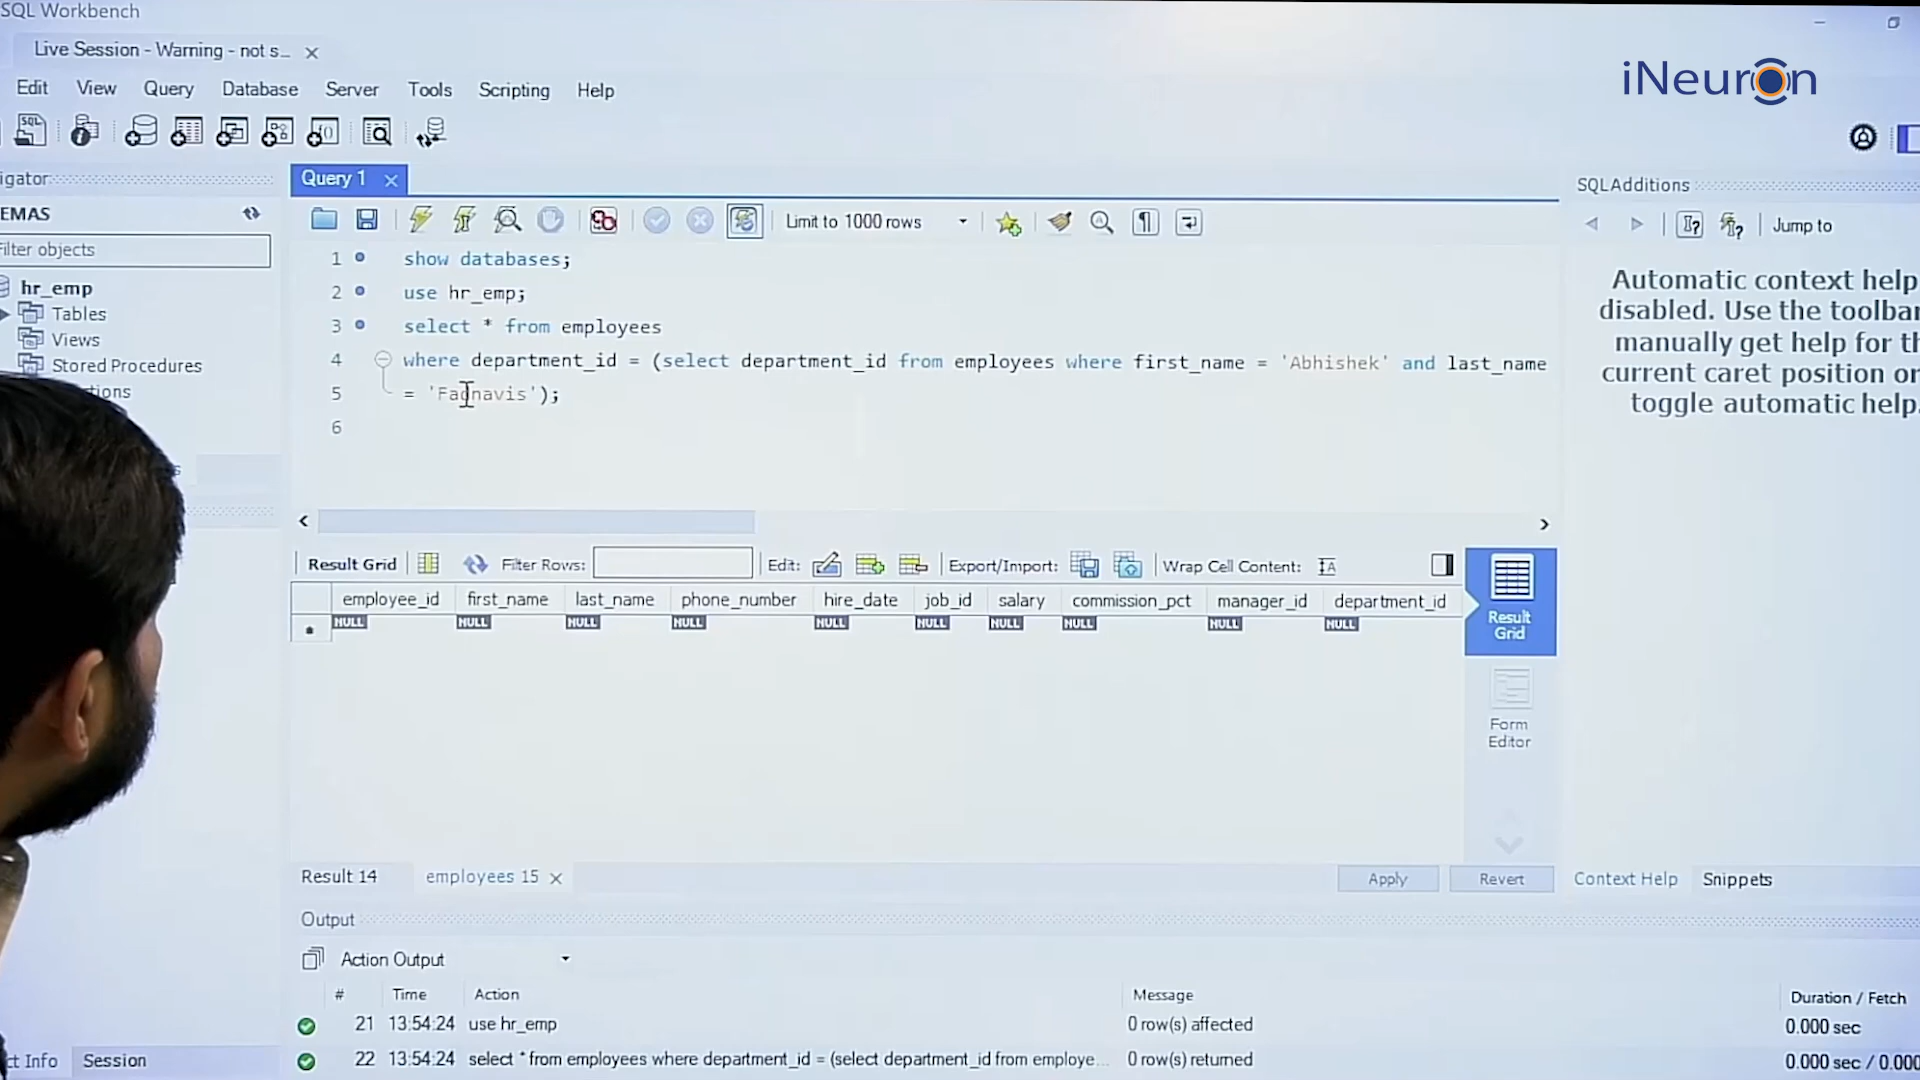 SQL Workbench
Live Session - Warning - not s...
iNeuron
Edit View Query Database Server Tools Scripting Help
igator
Query 1
SQLAdditions
EMAS
Limit to 1000 rows
Jump to
ilter objects
1 show databases;
hr_emp
2 use hr_emp;
Tables
3 select * from employees
Views
4 where department_id = (select department_id from employees where first_name = 'Abhishek' and last_name
Stored Procedures
5 = 'Fadnavis');
tions
6
Automatic context help
disabled. Use the toolbar
manually get help for th
current caret position or
toggle automatic help.
Result Grid Filter Rows: Edit: Export/Import: Wrap Cell Content:
employee_id first_name last_name phone_number hire_date job_id salary commission_pct manager_id department_id
NULL NULL NULL NULL NULL NULL NULL NULL NULL NULL
Result
Grid
Form
Editor
Result 14 employees 15 Apply Revert Context Help Snippets
Output
Action Output
# Time Action Message Duration / Fetch
21 13:54:24 use hr_emp 0 row(s) affected 0.000 sec
22 13:54:24 select * from employees where department_id = (select department_id from employe... 0 row(s) returned 0.000 sec / 0.000
ct Info Session